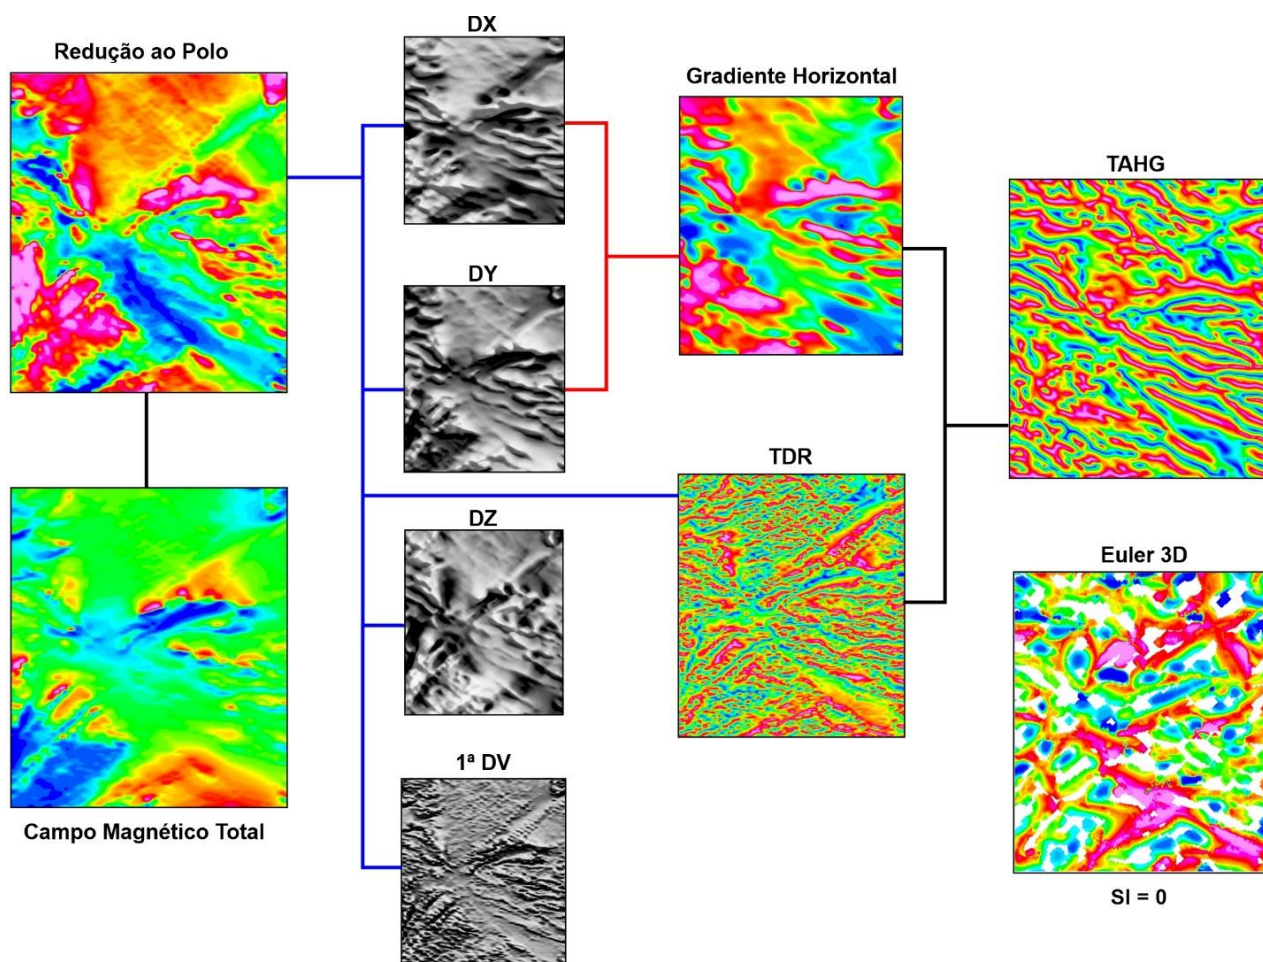 Redução ao Polo
Campo Magnético Total
DX
DY
DZ
1ª DV
Gradiente Horizontal
TDR
TAHG
Euler 3D
SI = 0